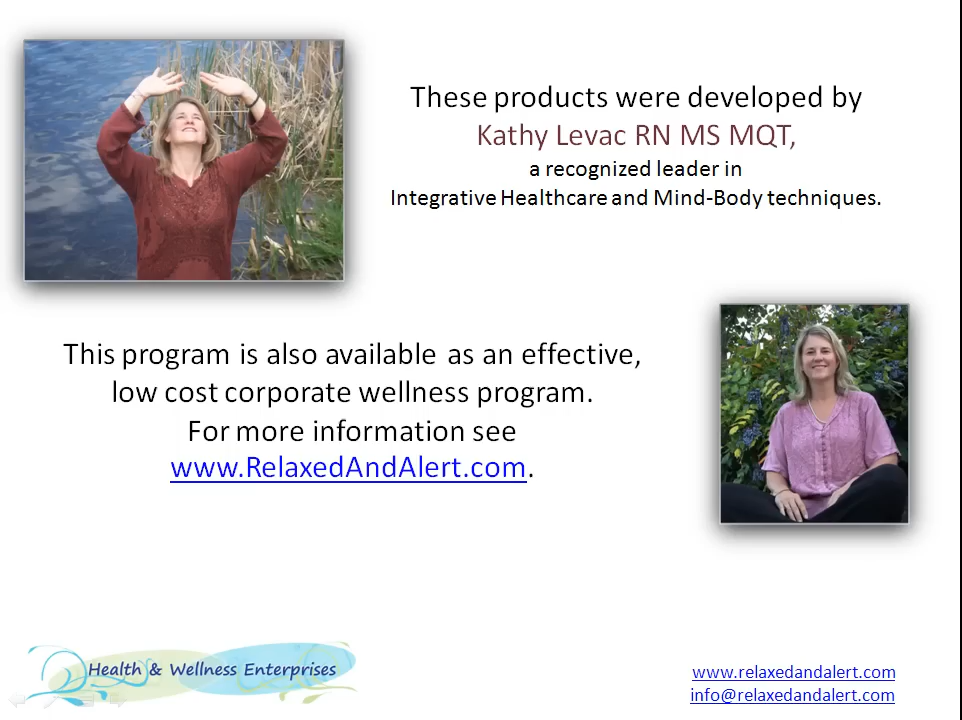 These products were developed by
Kathy Levac RN MS MQT,
a recognized leader in
Integrative Healthcare and Mind-Body techniques.
This program is also available as an effective,
low cost corporate wellness program.
For more information see
www.RelaxedAndAlert.com.
Health & Wellness Enterprises
www.relaxedandalert.com
info@relaxedandalert.com